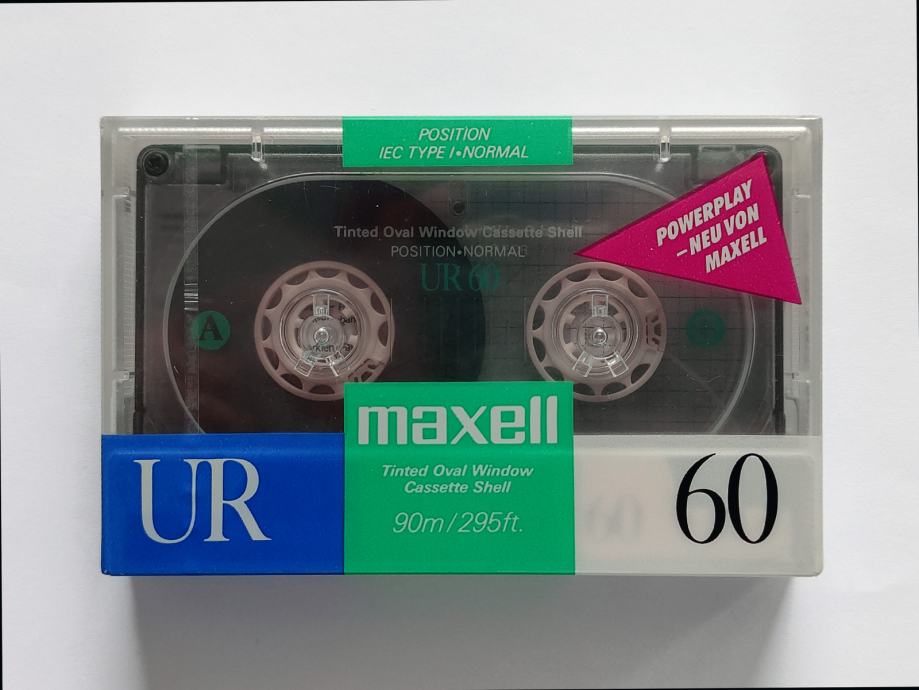 POSITION
IEC TYPE I•NORMAL
POWERPLAY
–NEU VON
MAXELL
Tinted Oval Window Cassette Shell
POSITION•NORMAL
UR 60
A
maxell
UR
Tinted Oval Window
Cassette Shell
90m/295ft.
60